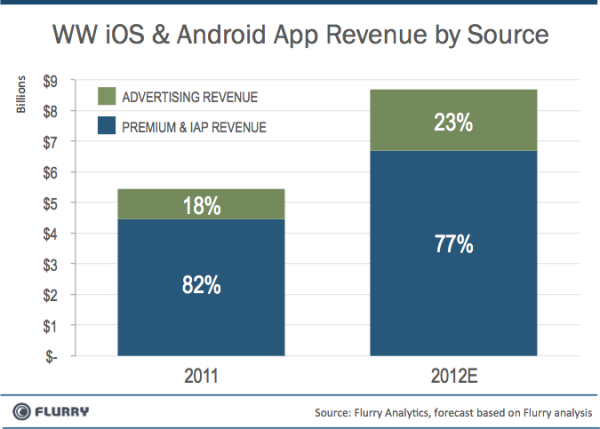 WW iOS & Android App Revenue by Source
Billions
$9
$8
$7
$6
$5
$4
$3
$2
$1
$-
ADVERTISING REVENUE
PREMIUM & IAP REVENUE
18%
82%
23%
77%
2011
2012E
FLURRY
Source: Flurry Analytics, forecast based on Flurry analysis